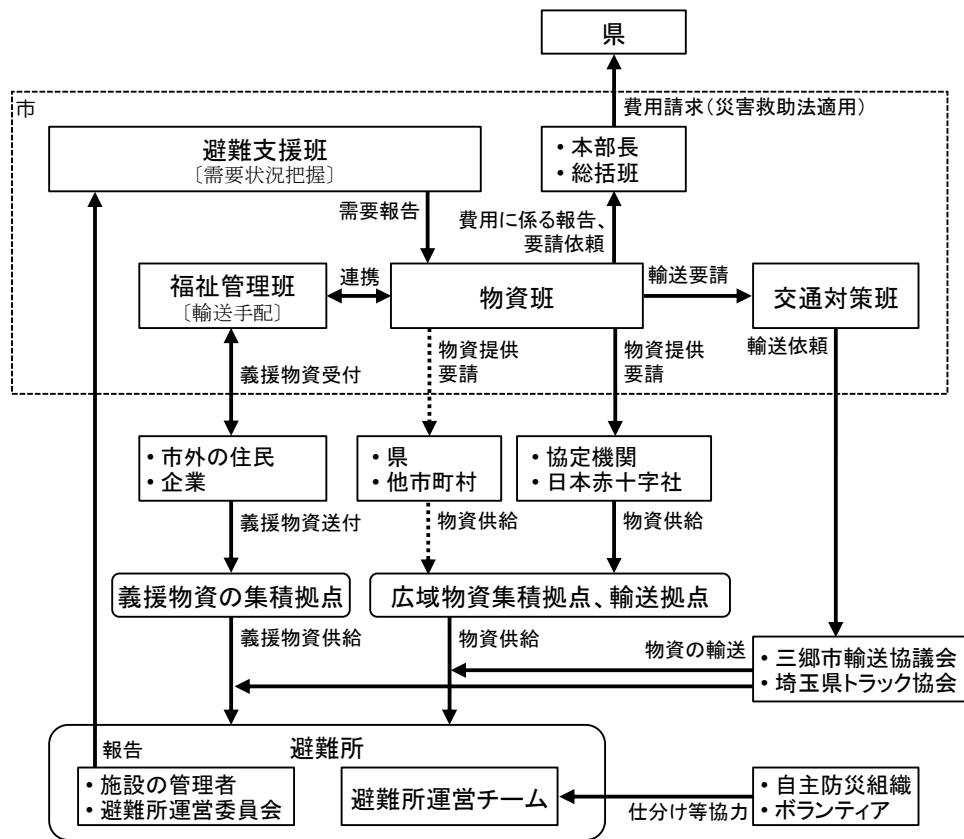 県
市
費用請求(災害救助法適用)
避難支援班
〔需要状況把握〕
・本部長
・総括班
需要報告
費用に係る報告、
要請依頼
福祉管理班
〔輸送手配〕
連携
物資班
輸送要請
交通対策班
義援物資受付
物資提供
要請
物資提供
要請
輸送依頼
・市外の住民
・企業
・県
・他市町村
・協定機関
・日本赤十字社
義援物資送付
物資供給
物資供給
義援物資の集積拠点
広域物資集積拠点、輸送拠点
義援物資供給
物資供給
物資の輸送
・三郷市輸送協議会
・埼玉県トラック協会
報告
避難所
・施設の管理者
・避難所運営委員会
避難所運営チーム
仕分け等協力
・自主防災組織
・ボランティア